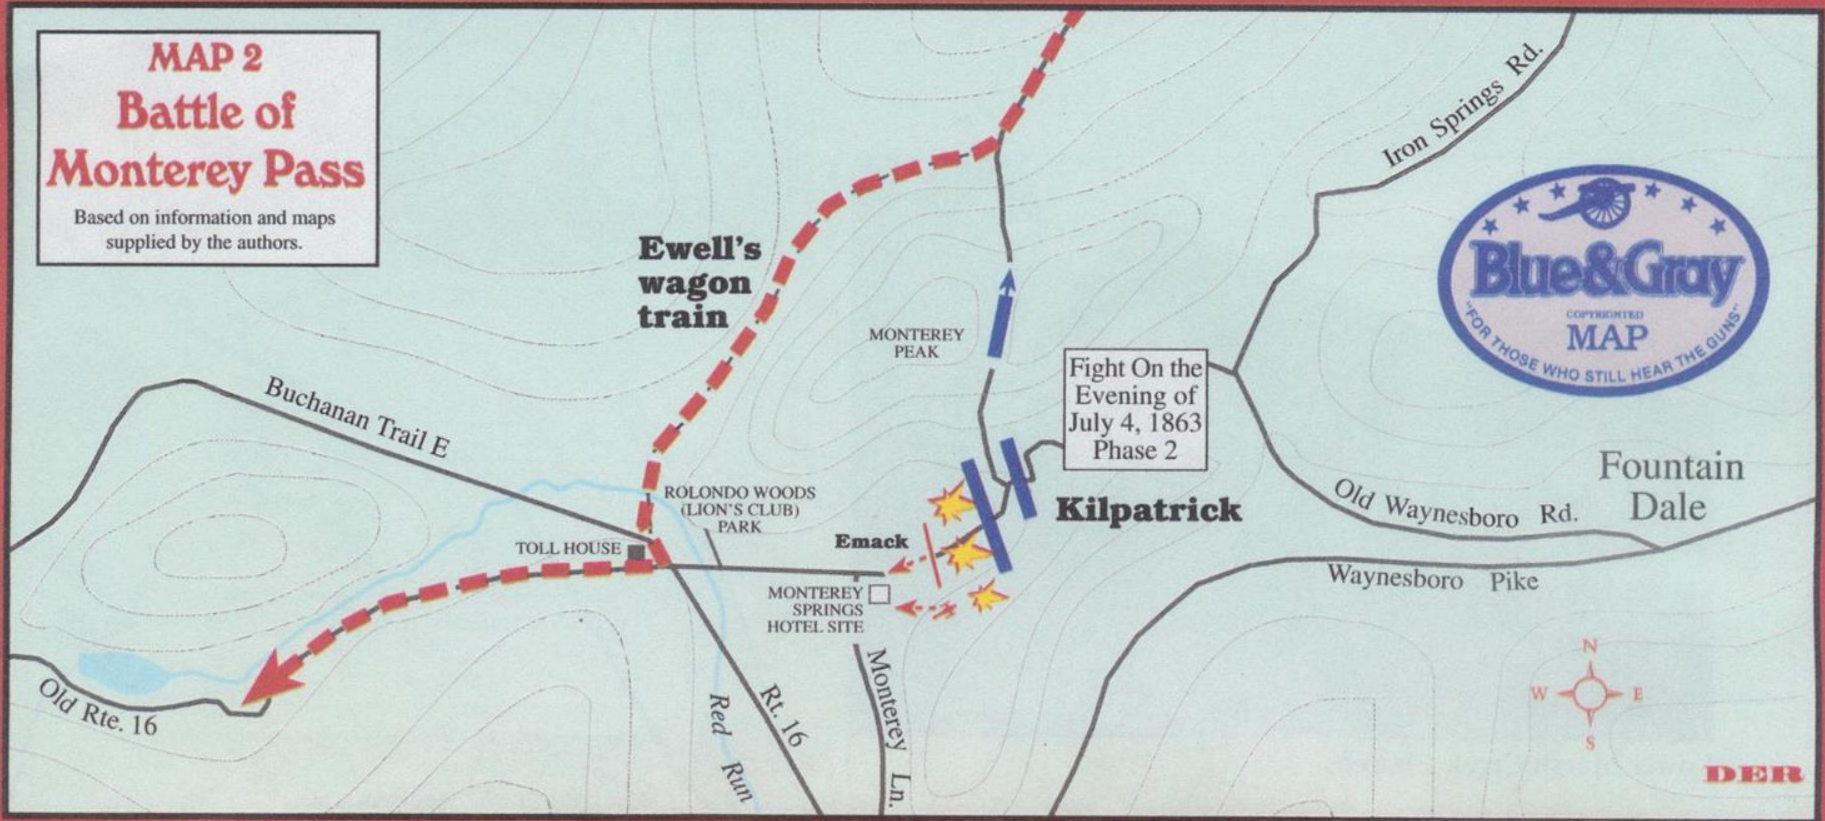 MAP 2
Battle of
Monterey Pass
Based on information and maps
supplied by the authors.
Iron Springs Rd.
Blue&Gray
COPYRIGHTED
MAP
"FOR THOSE WHO STILL HEAR THE GUNS"
Ewell's
wagon
train
MONTEREY
PEAK
Fight On the
Evening of
July 4, 1863
Phase 2
Buchanan Trail E
Fountain
Dale
Old Waynesboro Rd.
ROLONDO WOODS
(LION'S CLUB)
PARK
Kilpatrick
TOLL HOUSE
Emack
Waynesboro Pike
MONTEREY
SPRINGS
HOTEL SITE
Old Rte. 16
Red Run
Rt. 16
Monterey Ln.
N
W
E
S
DER